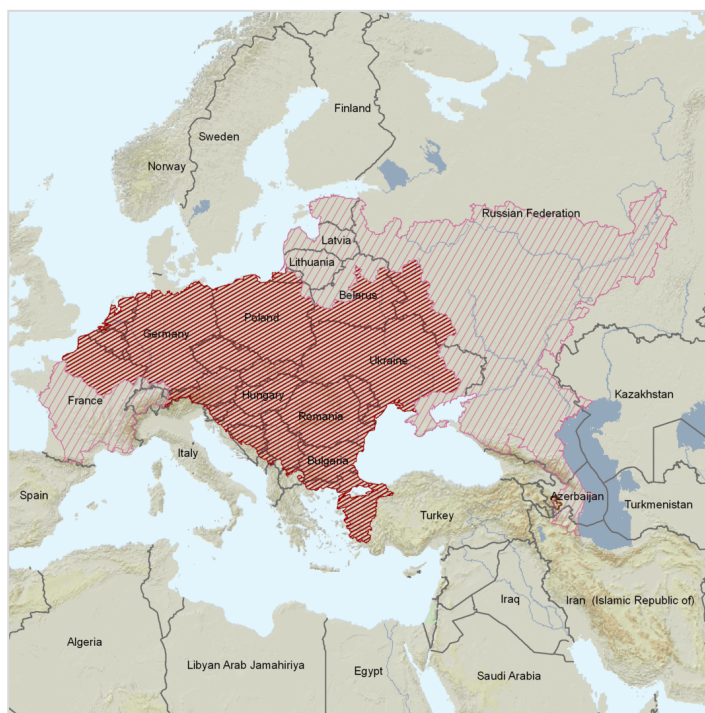 Finland
Sweden
Norway
Russian Federation
Latvia
Lithuania
Belarus
Poland
Germany
Ukraine
Kazakhstan
Hungary
France
Romania
Italy
Bulgaria
Spain
Azerbaijan
Turkmenistan
Turkey
Iraq
Iran (Islamic Republic of)
Algeria
Libyan Arab Jamahiriya
Egypt
Saudi Arabia